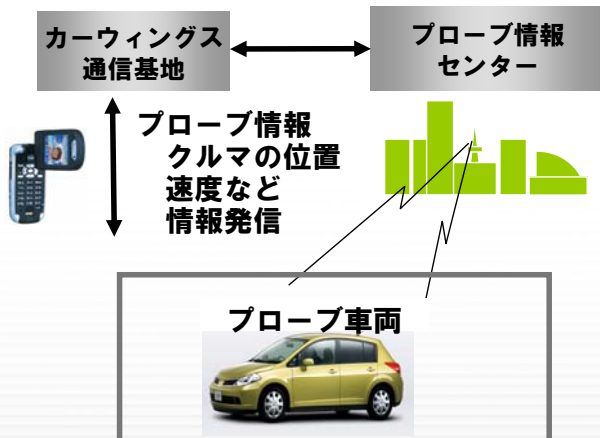 カーウィングス
通信基地
プローブ情報
センター
プローブ情報
クルマの位置
速度など
情報発信
プローブ車両